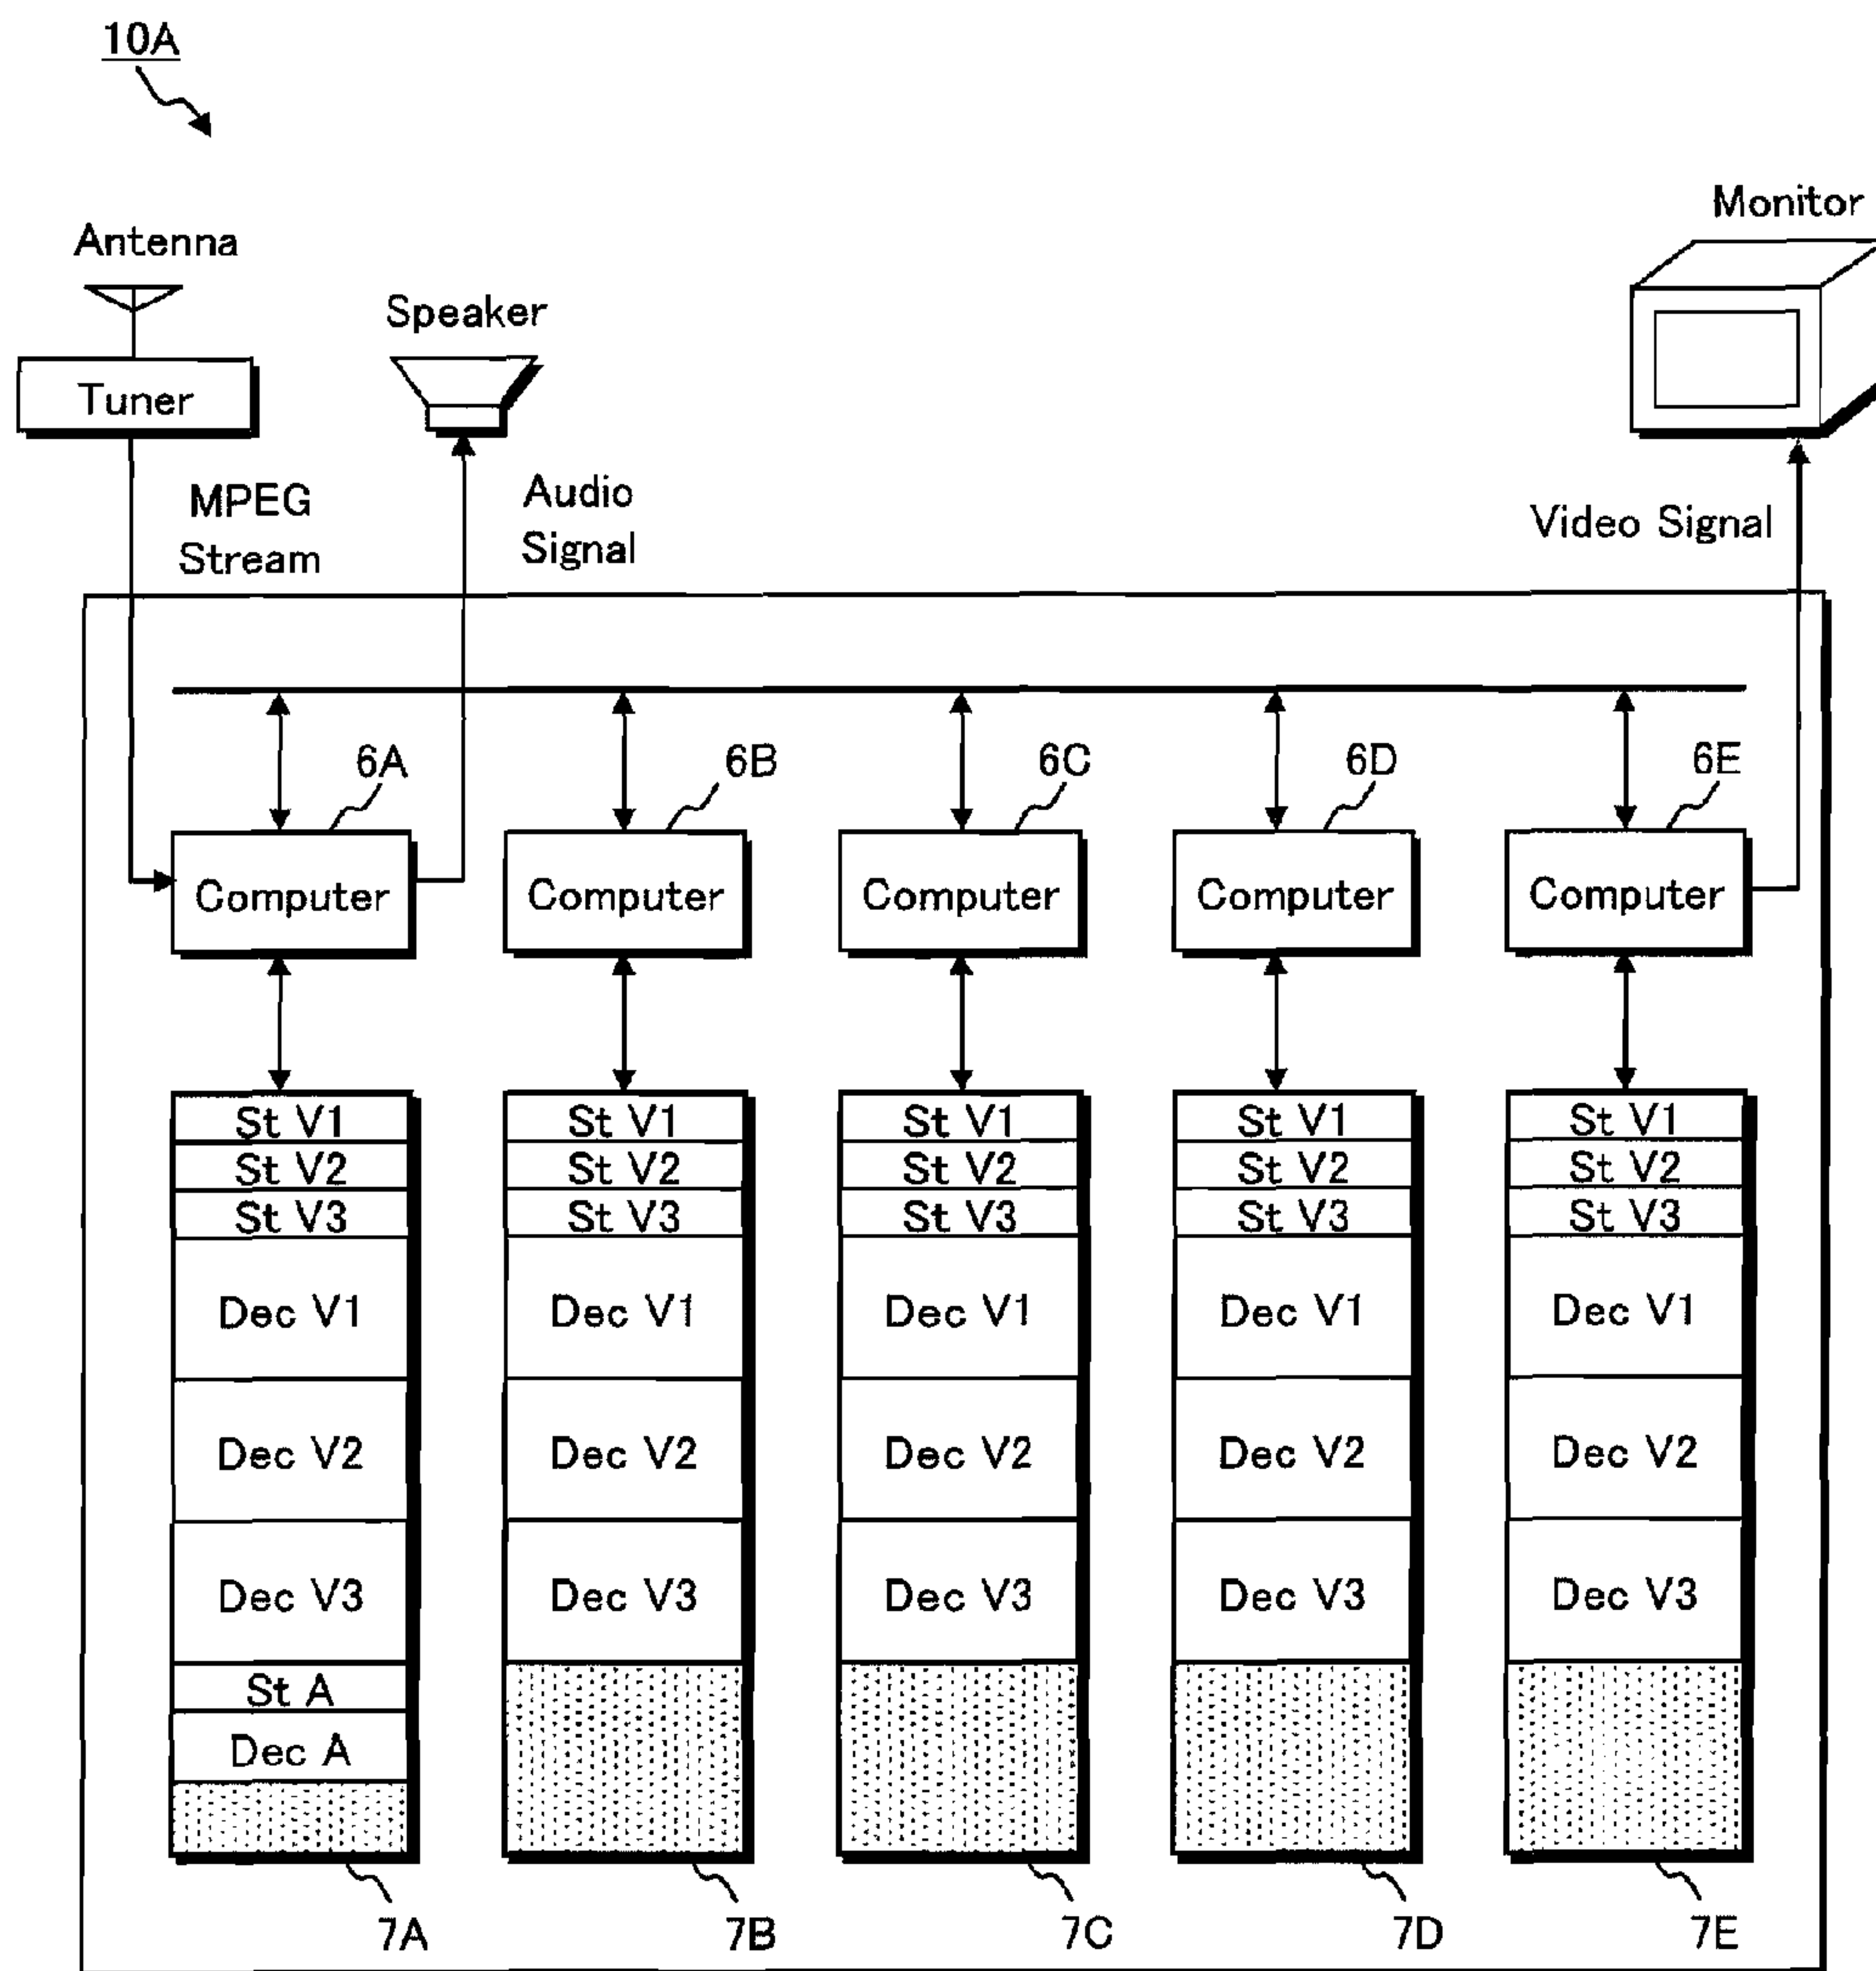 10A
Antenna
Speaker
Monitor
Tuner
MPEG
Stream
Audio
Signal
Video Signal
6A
6B
6C
6D
6E
Computer
Computer
Computer
Computer
Computer
St V1
St V2
St V3
Dec V1
Dec V2
Dec V3
St A
Dec A
St V1
St V2
St V3
Dec V1
Dec V2
Dec V3
St V1
St V2
St V3
Dec V1
Dec V2
Dec V3
St V1
St V2
St V3
Dec V1
Dec V2
Dec V3
St V1
St V2
St V3
Dec V1
Dec V2
Dec V3
7A
7B
7C
7D
7E